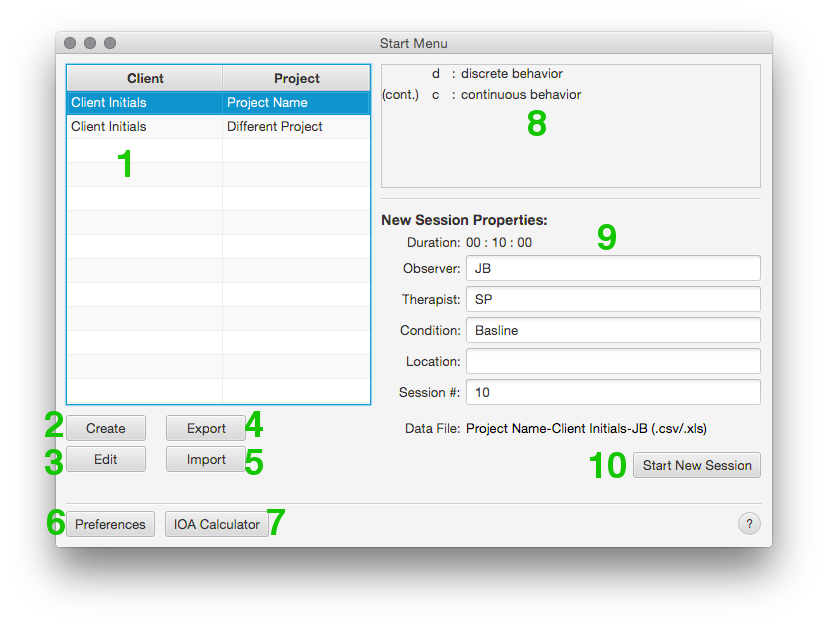 Start Menu
Client Project
Client Initials Project Name
Client Initials Different Project
1
d : discrete behavior
(cont.) c : continuous behavior
8
New Session Properties:
9
Duration: 00 : 10 : 00
Observer: JB
Therapist: SP
Condition: Basline
Location:
Session #: 10
2 Create Export 4
Data File: Project Name-Client Initials-JB (.csv/.xls)
3 Edit Import 5
10 Start New Session
6 Preferences IOA Calculator 7
?